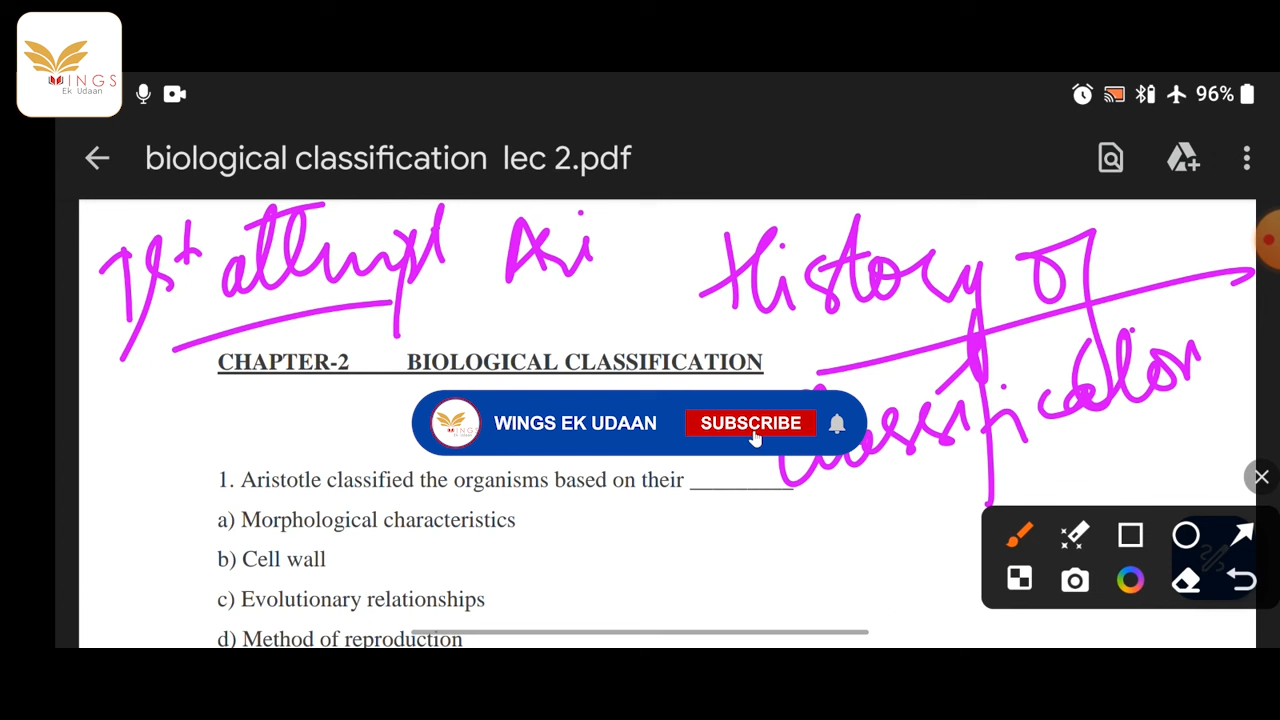 WINGS
Ek Udaan
96%
biological classification lec 2.pdf
1st attempt Ari
History of
Classification
CHAPTER-2 BIOLOGICAL CLASSIFICATION
WINGS EK UDAAN SUBSCRIBE
1. Aristotle classified the organisms based on their __________
a) Morphological characteristics
b) Cell wall
c) Evolutionary relationships
d) Method of reproduction